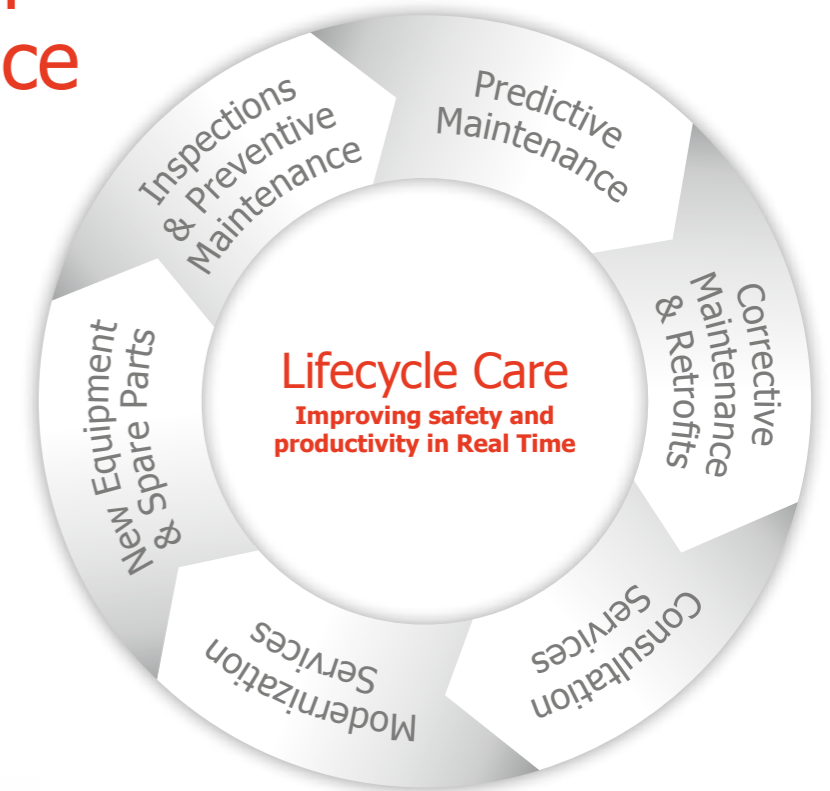 ce
Inspections
& Preventive
Maintenance
Predictive
Maintenance
Corrective
Maintenance
& Retrofits
Consultation
Services
Modernization
Services
New Equipment
& Spare Parts
Lifecycle Care
Improving safety and
productivity in Real Time